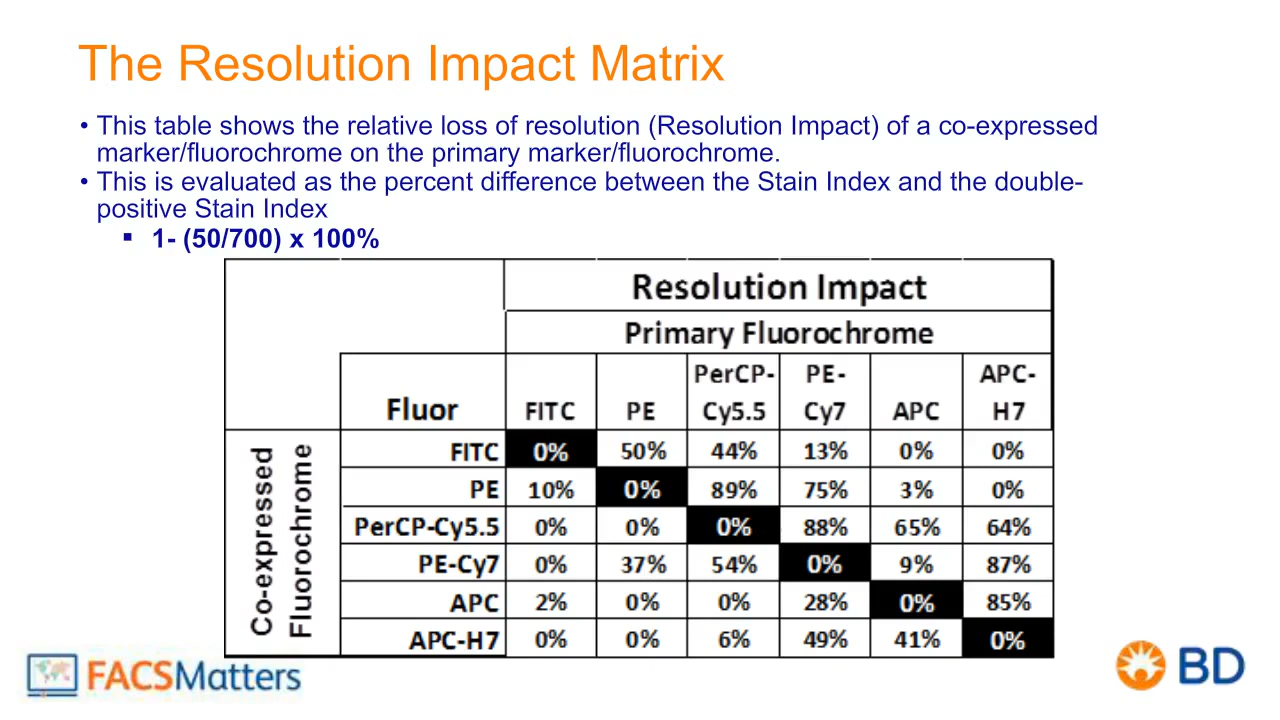 The Resolution Impact Matrix
• This table shows the relative loss of resolution (Resolution Impact) of a co-expressed
marker/fluorochrome on the primary marker/fluorochrome.
• This is evaluated as the percent difference between the Stain Index and the double-
positive Stain Index
▪ 1- (50/700) x 100%
Resolution Impact
Primary Fluorochrome
Fluor FITC PE PerCP-Cy5.5 PE-Cy7 APC APC-H7
Co-expressed
Fluorochrome
FITC 0% 50% 44% 13% 0% 0%
PE 10% 0% 89% 75% 3% 0%
PerCP-Cy5.5 0% 0% 0% 88% 65% 64%
PE-Cy7 0% 37% 54% 0% 9% 87%
APC 2% 0% 0% 28% 0% 85%
APC-H7 0% 0% 6% 49% 41% 0%
FACSMatters
BD